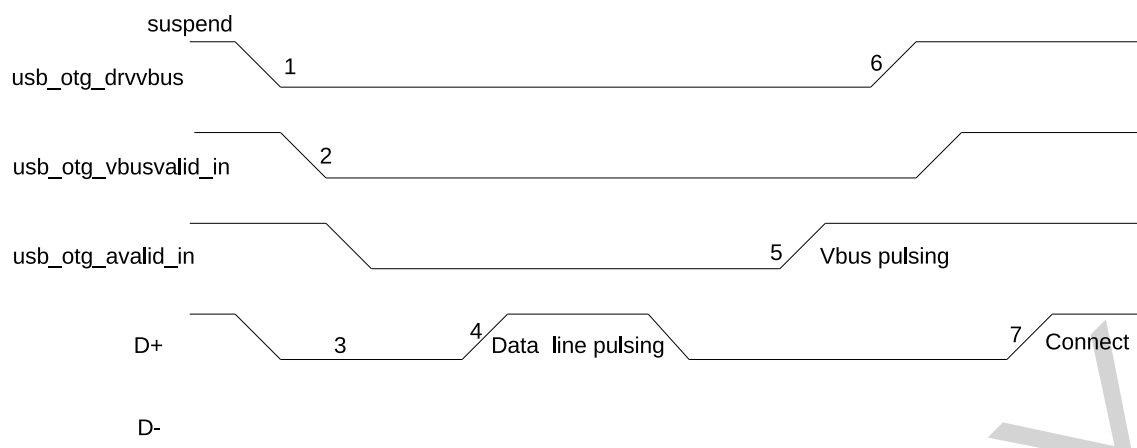 suspend
usb_otg_drvvbus 1 6
usb_otg_vbusvalid_in 2
usb_otg_avalid_in 5 Vbus pulsing
D+ 3 4 Data line pulsing 7 Connect
D-